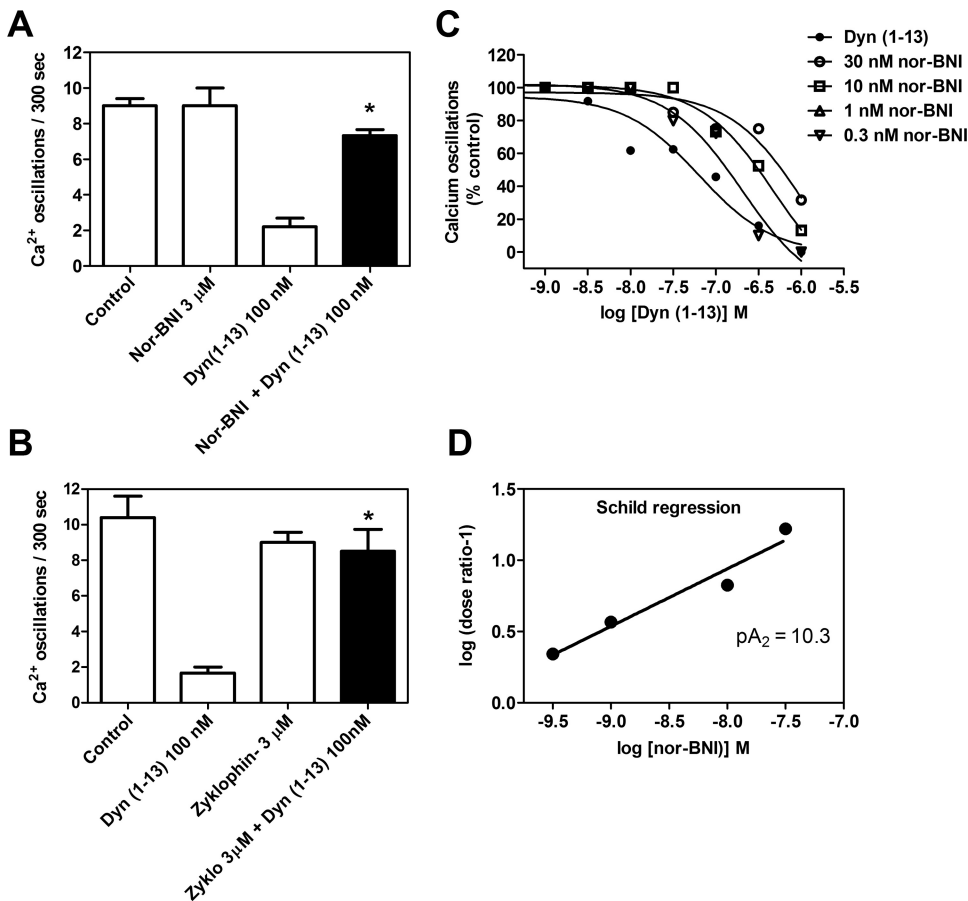 A
Ca2+ oscillations / 300 sec
12
10
8
6
4
2
0
*
Control
Nor-BNI 3 µM
Dyn(1-13) 100 nM
Nor-BNI + Dyn (1-13) 100 nM
B
Ca2+ oscillations / 300 sec
12
10
8
6
4
2
0
*
Control
Dyn (1-13) 100 nM
Zyklophin- 3 µM
Zyklo 3µM + Dyn (1-13) 100nM
C
Dyn (1-13)
30 nM nor-BNI
10 nM nor-BNI
1 nM nor-BNI
0.3 nM nor-BNI
Calcium oscillations
(% control)
120
100
80
60
40
20
0
-9.0 -8.5 -8.0 -7.5 -7.0 -6.5 -6.0 -5.5
log [Dyn (1-13)] M
D
Schild regression
log (dose ratio-1)
1.5
1.0
0.5
0.0
pA2 = 10.3
-9.5 -9.0 -8.5 -8.0 -7.5 -7.0
log [nor-BNI)] M